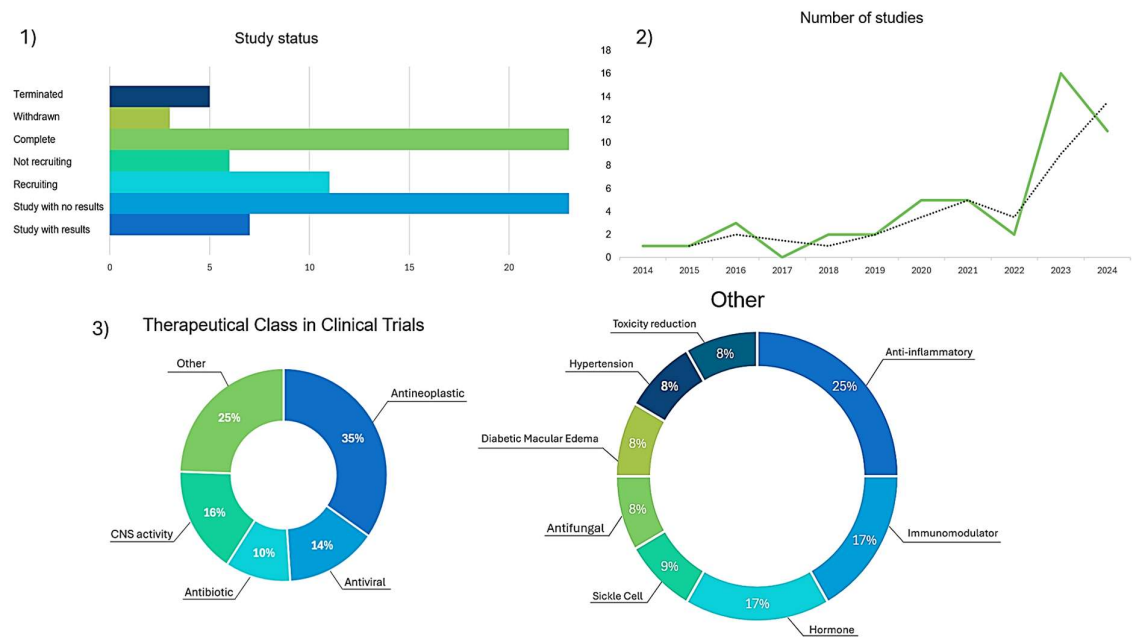 1)
Study status
Terminated
Withdrawn
Complete
Not recruiting
Recruiting
Study with no results
Study with results
0 5 10 15 20
2)
Number of studies
18
16
14
12
10
8
6
4
2
0
2014 2015 2016 2017 2018 2019 2020 2021 2022 2023 2024
3)
Therapeutical Class in Clinical Trials
Other
Antineoplastic
25%
35%
CNS activity
16%
10%
14%
Antibiotic
Antiviral
Other
Toxicity reduction
8%
Anti-inflammatory
Hypertension
8%
25%
Diabetic Macular Edema
8%
Antifungal
8%
Immunomodulator
17%
Sickle Cell
9%
17%
Hormone